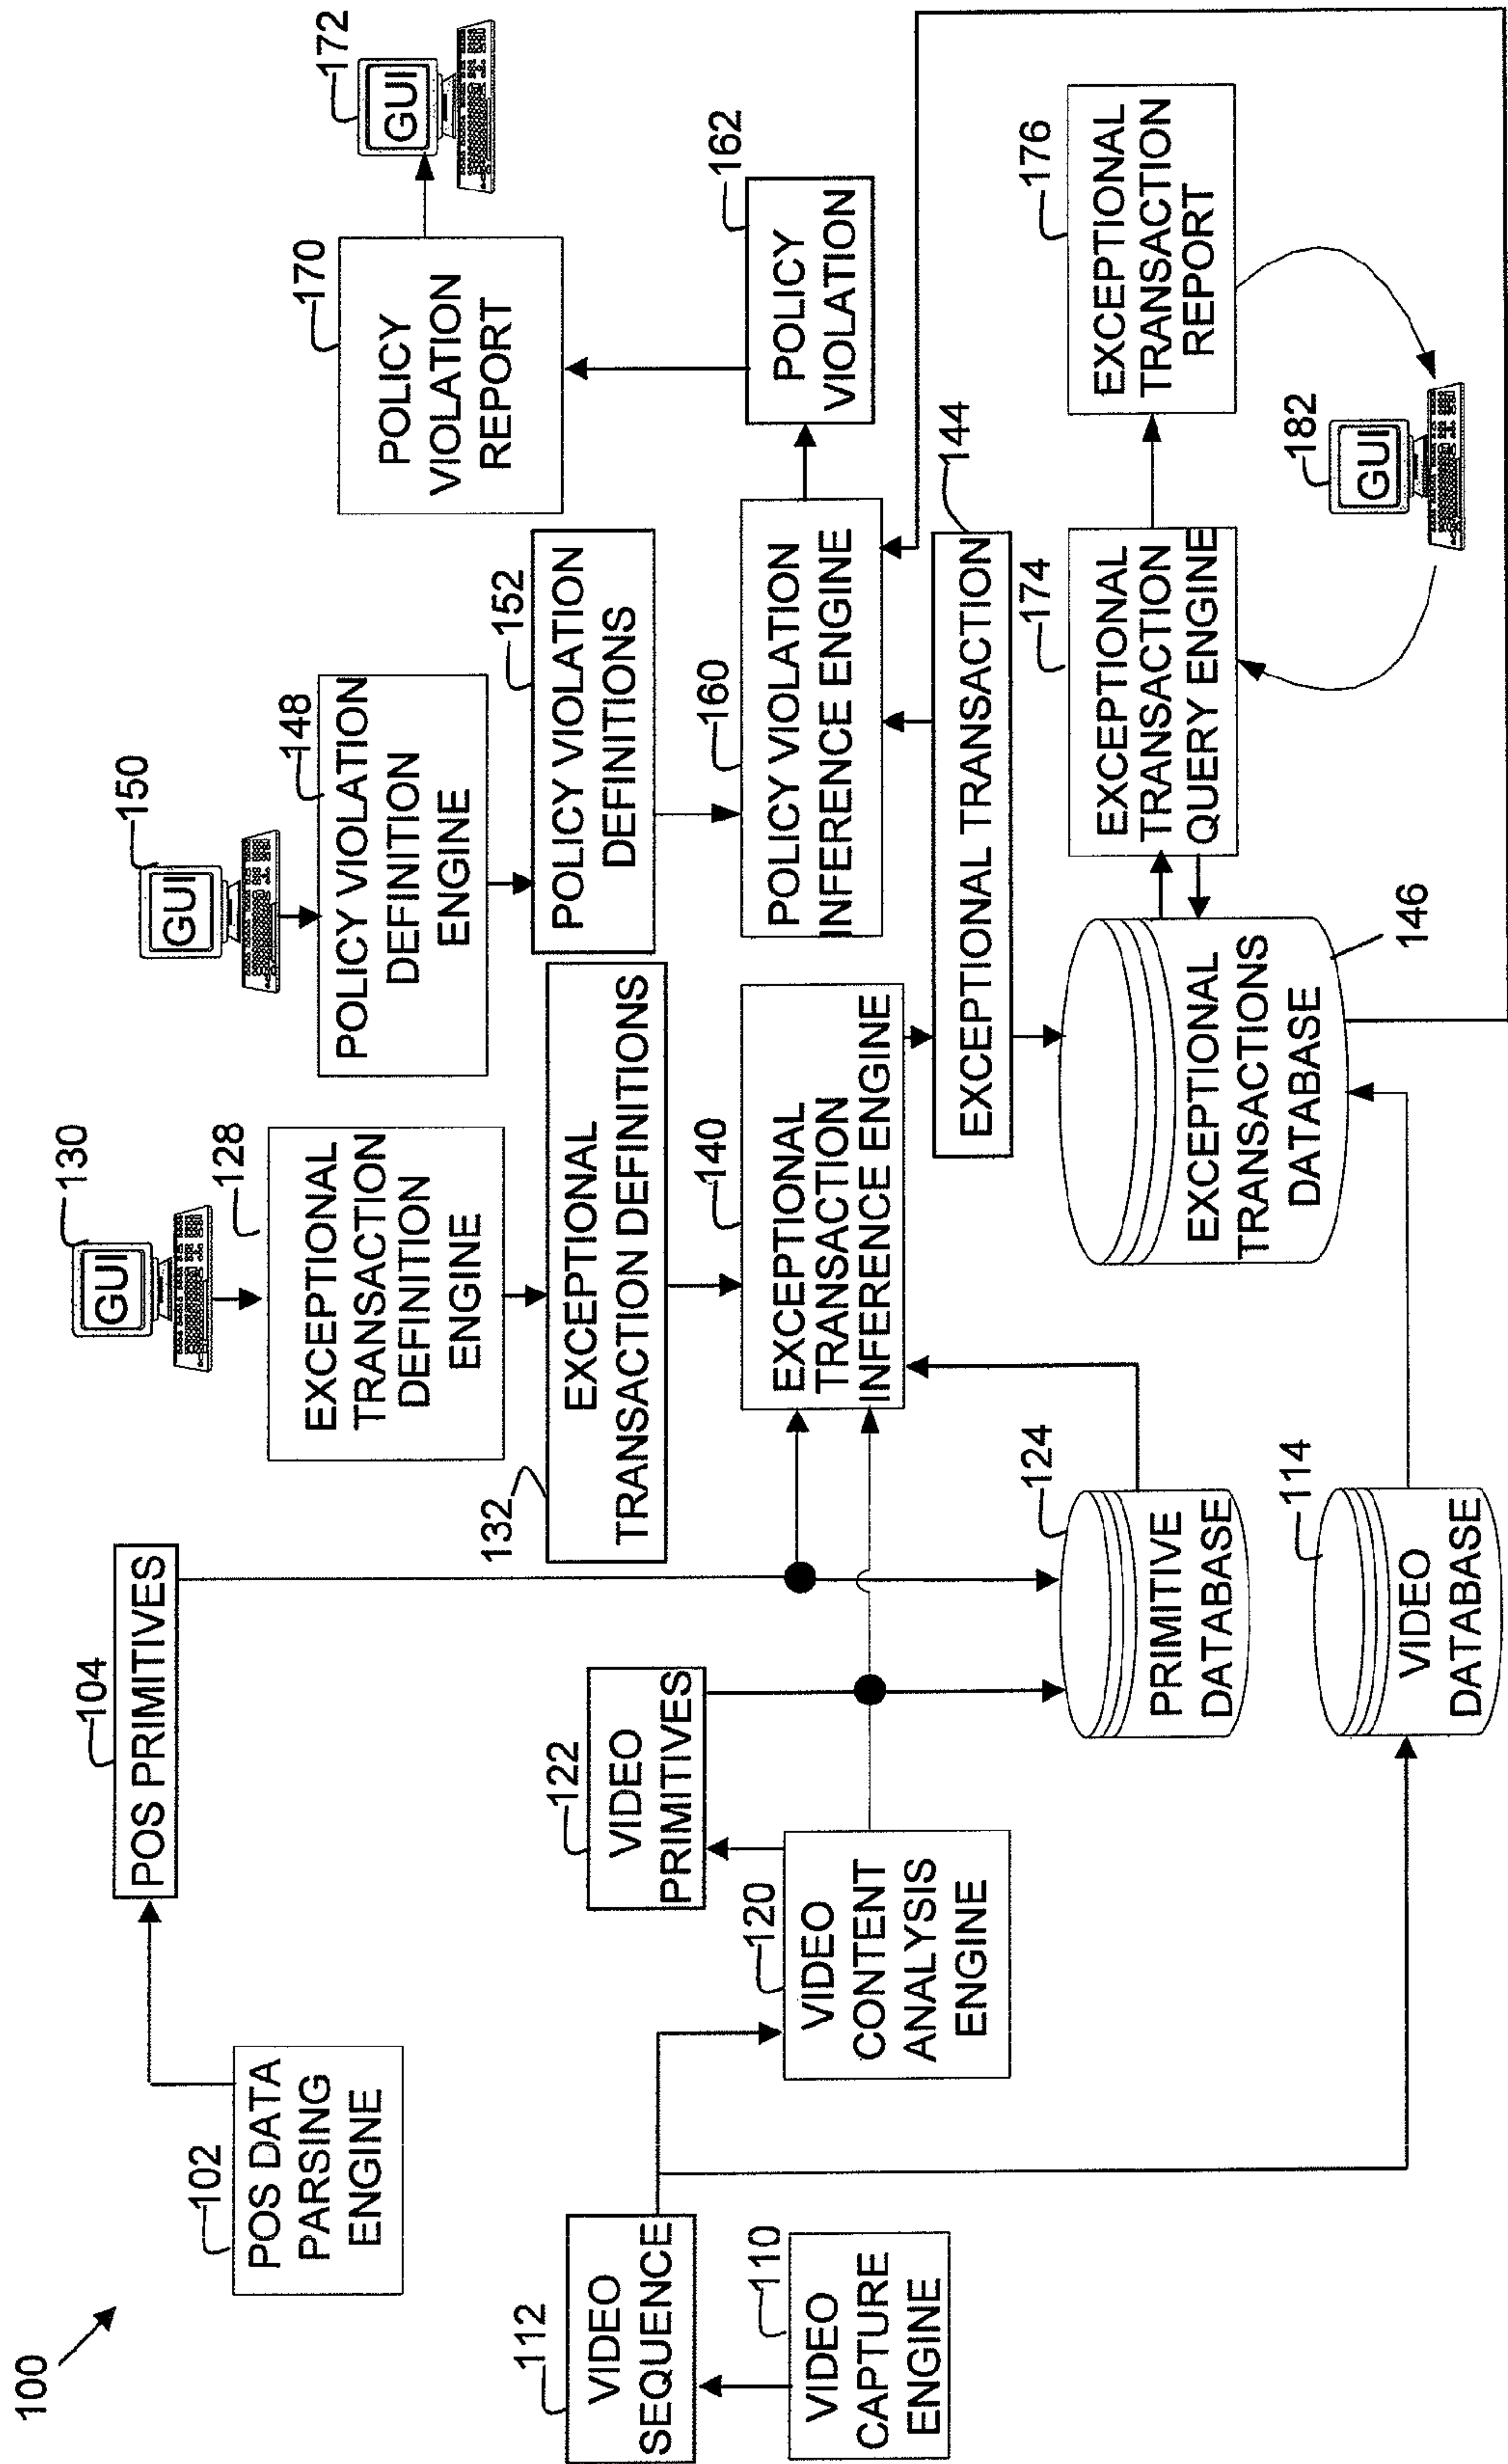 100
102
POS DATA
PARSING
ENGINE
104
POS PRIMITIVES
112
VIDEO
SEQUENCE
110
VIDEO
CAPTURE
ENGINE
122
VIDEO
PRIMITIVES
120
VIDEO
CONTENT
ANALYSIS
ENGINE
124
PRIMITIVE
DATABASE
114
VIDEO
DATABASE
130
GUI
128
EXCEPTIONAL
TRANSACTION
DEFINITION
ENGINE
132
EXCEPTIONAL
TRANSACTION DEFINITIONS
140
EXCEPTIONAL
TRANSACTION
INFERENCE ENGINE
144
EXCEPTIONAL TRANSACTION
146
EXCEPTIONAL
TRANSACTIONS
DATABASE
150
GUI
148
POLICY VIOLATION
DEFINITION
ENGINE
152
POLICY VIOLATION
DEFINITIONS
160
POLICY VIOLATION
INFERENCE ENGINE
162
POLICY
VIOLATION
170
POLICY
VIOLATION
REPORT
172
GUI
174
EXCEPTIONAL
TRANSACTION
QUERY ENGINE
176
EXCEPTIONAL
TRANSACTION
REPORT
182
GUI